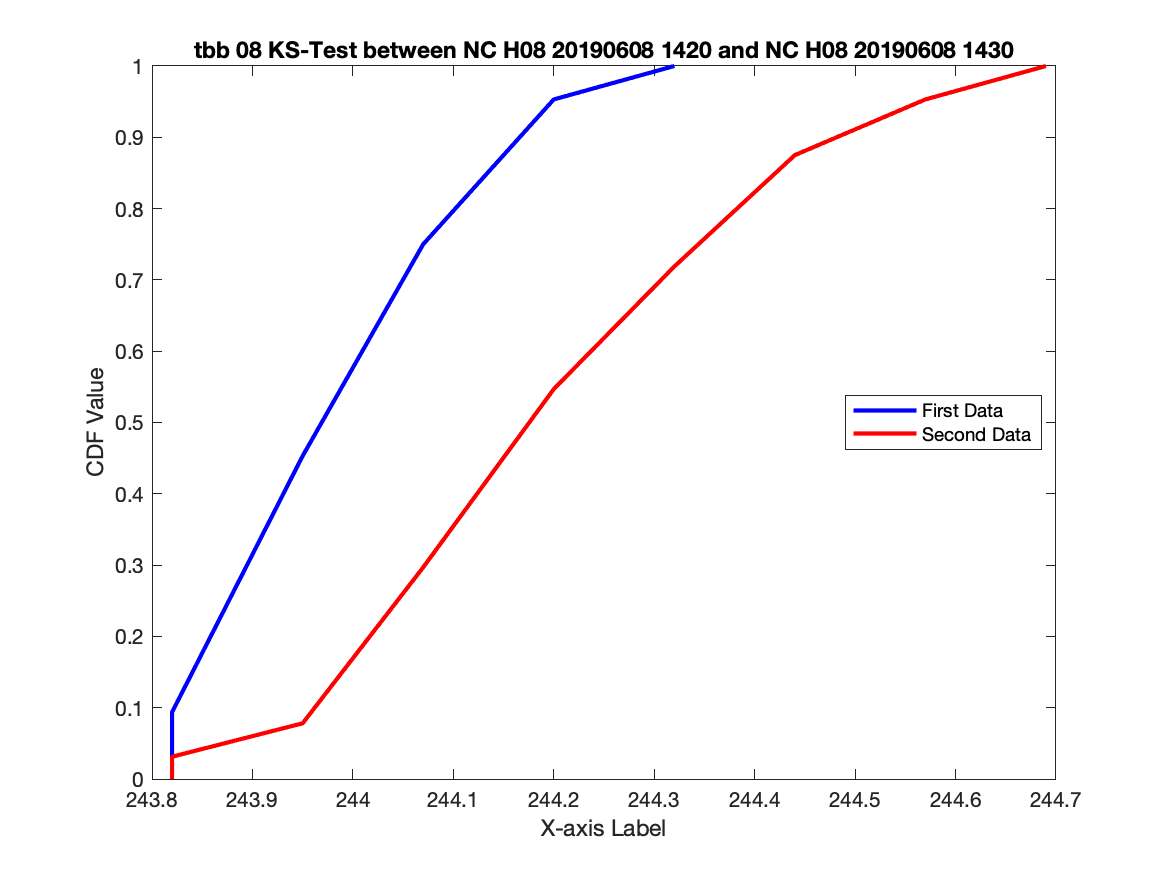 tbb 08 KS-Test between NC H08 20190608 1420 and NC H08 20190608 1430
1
0.9
0.8
0.7
0.6
0.5
0.4
0.3
0.2
0.1
0
CDF Value
First Data
Second Data
243.8 243.9 244 244.1 244.2 244.3 244.4 244.5 244.6 244.7
X-axis Label